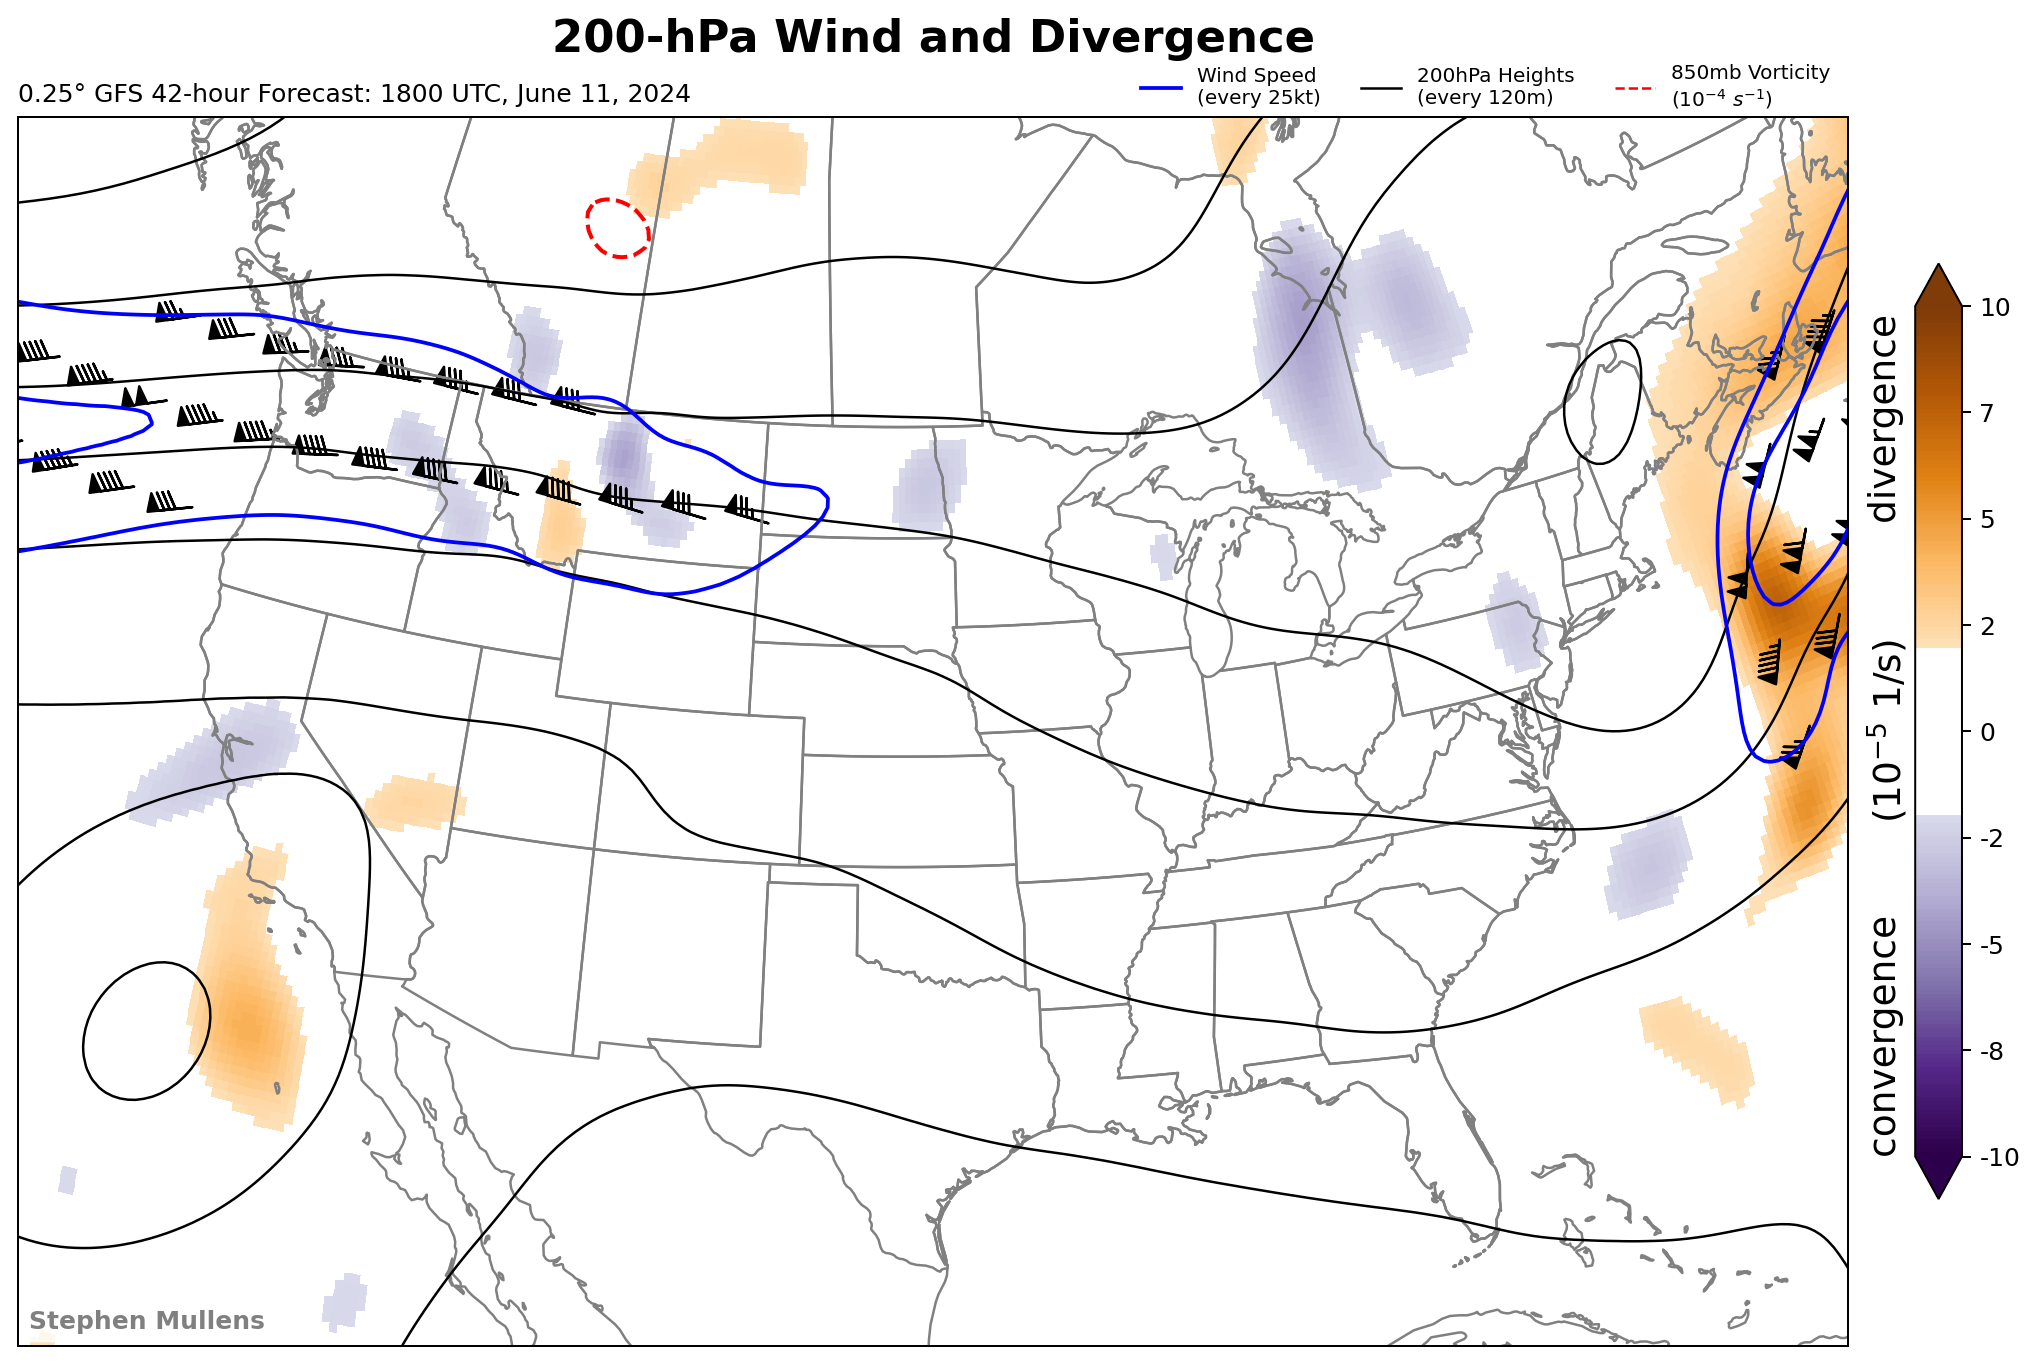 200-hPa Wind and Divergence
0.25° GFS 42-hour Forecast: 1800 UTC, June 11, 2024
Wind Speed
(every 25kt)
200hPa Heights
(every 120m)
850mb Vorticity
(10⁻⁴ s⁻¹)
10
7
5
2
0
-2
-5
-8
-10
convergence (10⁻⁵ 1/s) divergence
Stephen Mullens